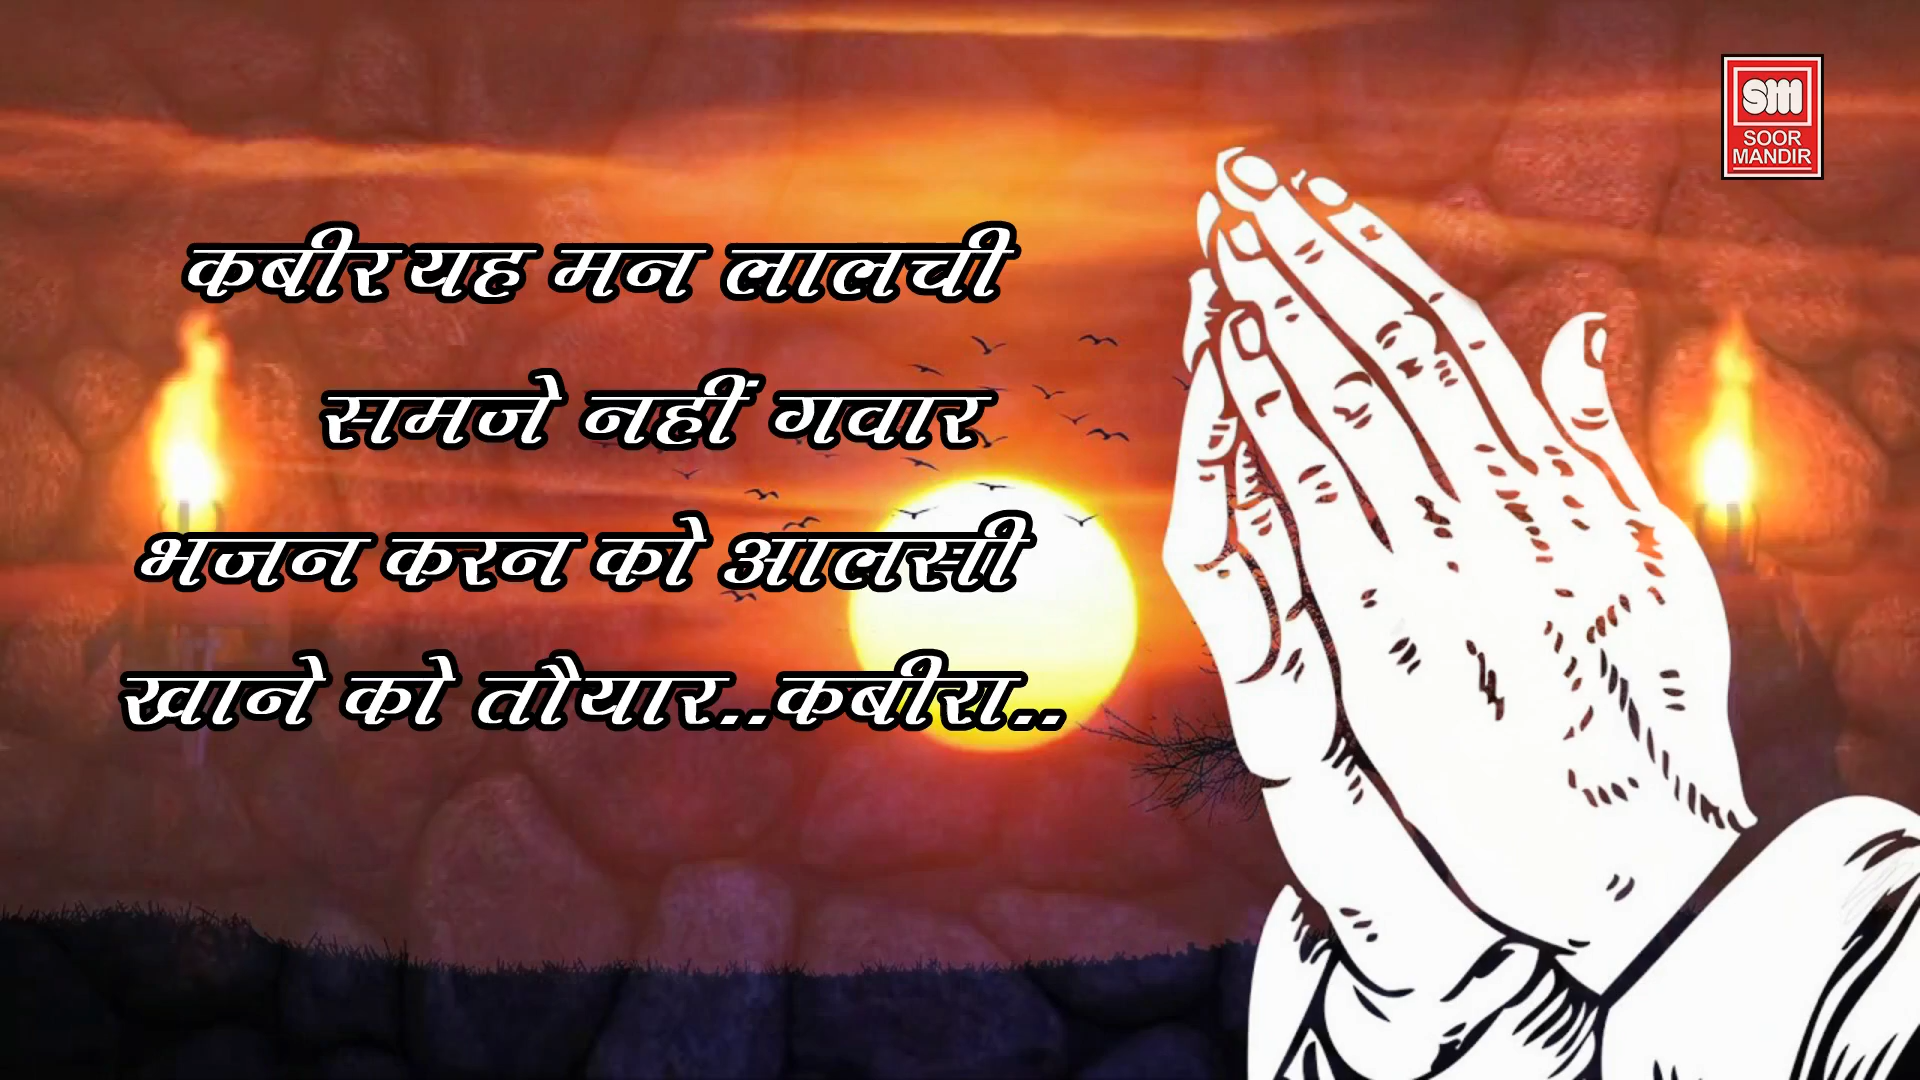 कबीर यह मन लालची
समजे नहीं गवार
भजन करन को आलसी
खाने को तौयार..कबीरा..
SM
SOOR
MANDIR